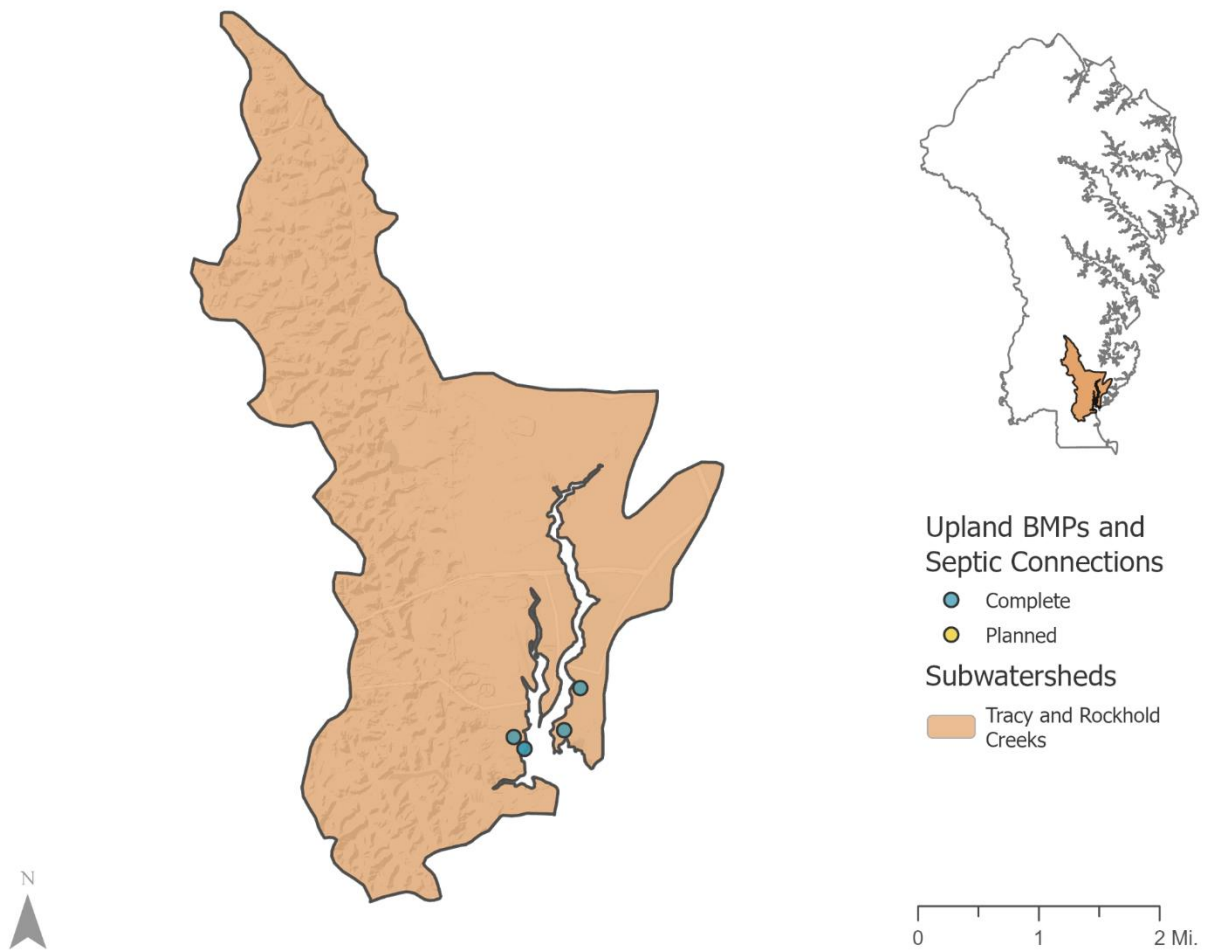 Upland BMPs and
Septic Connections
Complete
Planned
Subwatersheds
Tracy and Rockhold
Creeks
N
0 1 2 Mi.